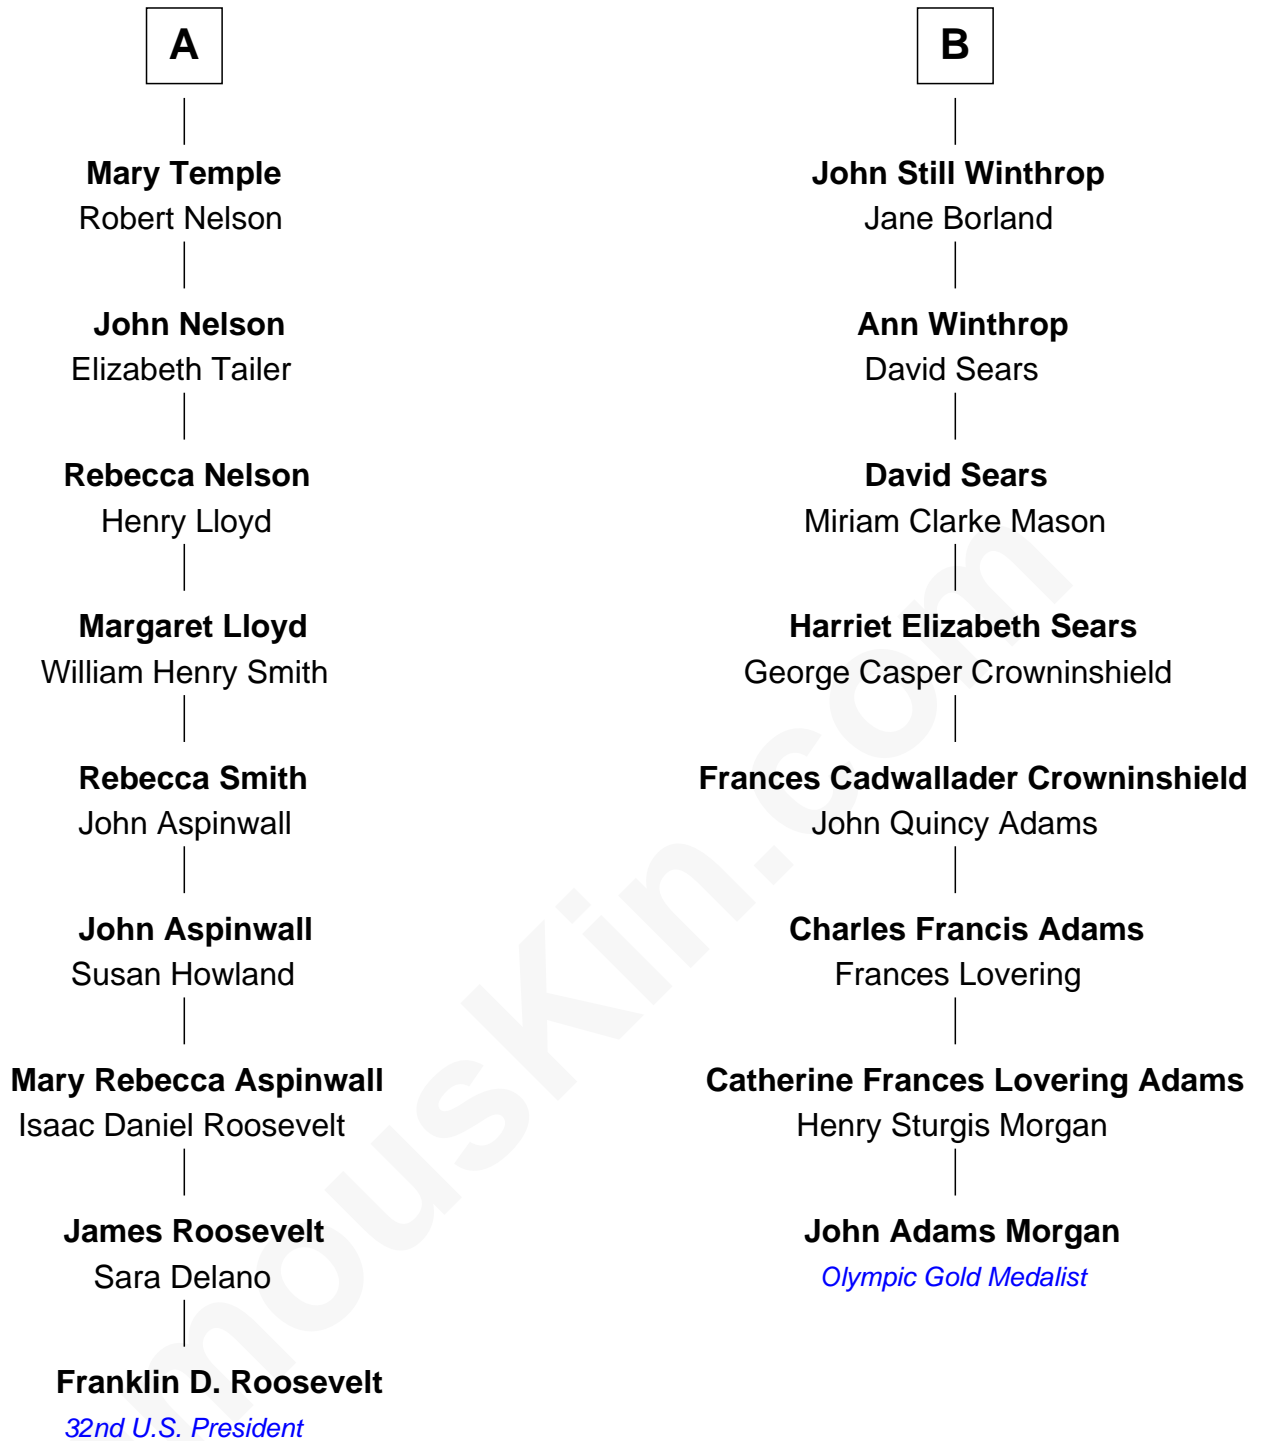 A
Mary Temple
Robert Nelson
John Nelson
Elizabeth Tailer
Rebecca Nelson
Henry Lloyd
Margaret Lloyd
William Henry Smith
Rebecca Smith
John Aspinwall
John Aspinwall
Susan Howland
Mary Rebecca Aspinwall
Isaac Daniel Roosevelt
James Roosevelt
Sara Delano
Franklin D. Roosevelt
32nd U.S. President
B
John Still Winthrop
Jane Borland
Ann Winthrop
David Sears
David Sears
Miriam Clarke Mason
Harriet Elizabeth Sears
George Casper Crowninshield
Frances Cadwallader Crowninshield
John Quincy Adams
Charles Francis Adams
Frances Lovering
Catherine Frances Lovering Adams
Henry Sturgis Morgan
John Adams Morgan
Olympic Gold Medalist
mousKin.com